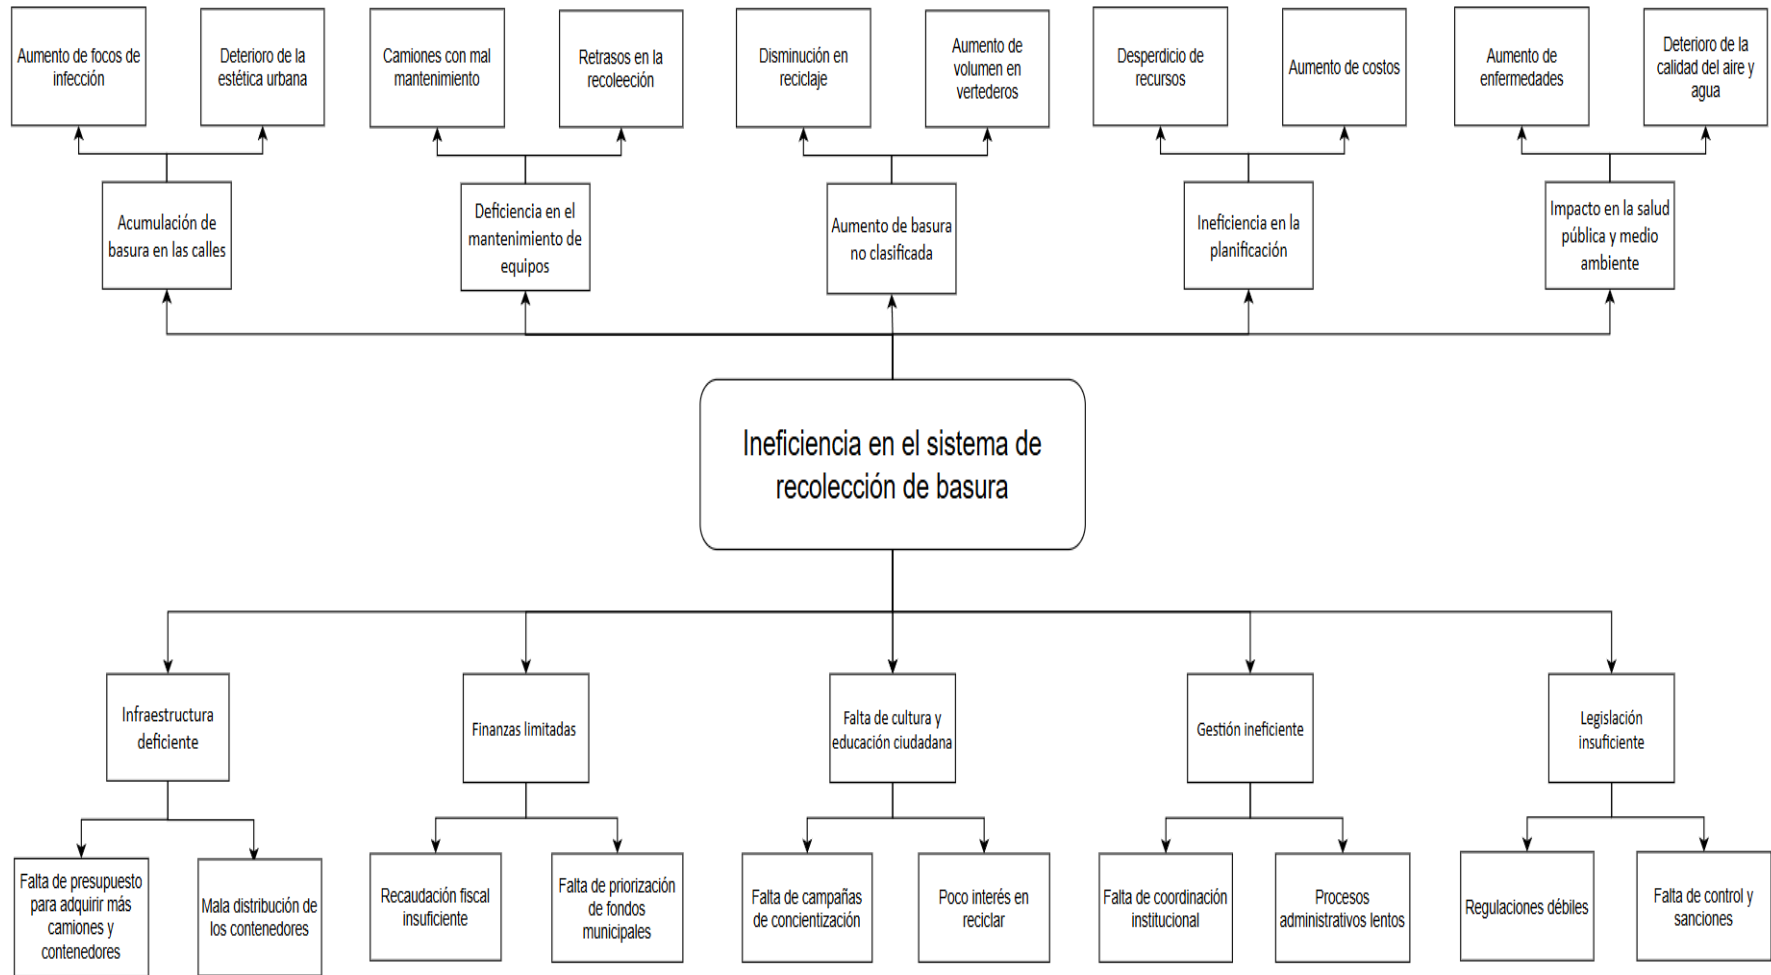 Aumento de focos de
infección
Deterioro de la
estética urbana
Camiones con mal
mantenimiento
Retrasos en la
recoleeción
Disminución en
reciclaje
Aumento de
volumen en
vertederos
Desperdicio de
recursos
Aumento de costos
Aumento de
enfermedades
Deterioro de la
calidad del aire y
agua
Acumulación de
basura en las calles
Deficiencia en el
mantenimiento de
equipos
Aumento de basura
no clasificada
Ineficiencia en la
planificación
Impacto en la salud
pública y medio
ambiente
Ineficiencia en el sistema de
recolección de basura
Infraestructura
deficiente
Finanzas limitadas
Falta de cultura y
educación ciudadana
Gestión ineficiente
Legislación
insuficiente
Falta de presupuesto
para adquirir más
camiones y
contenedores
Mala distribución de
los contenedores
Recaudación fiscal
insuficiente
Falta de priorización
de fondos
municipales
Falta de campañas
de concientización
Poco interés en
reciclar
Falta de coordinación
institucional
Procesos
administrativos lentos
Regulaciones débiles
Falta de control y
sanciones